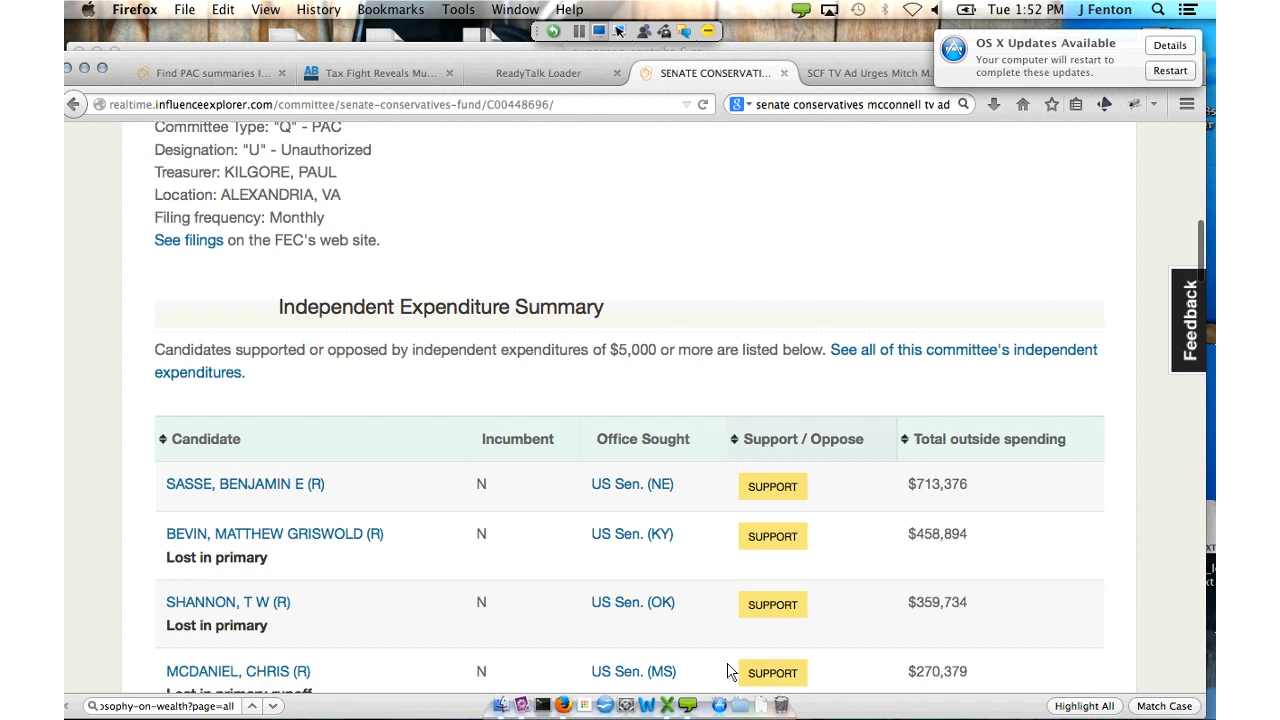 Firefox File Edit View History Bookmarks Tools Window Help Tue 1:52 PM J Fenton
OS X Updates Available
Your computer will restart to
complete these updates.
Details
Restart
Find PAC summaries I... Tax Fight Reveals Mu... ReadyTalk Loader SENATE CONSERVATI... SCF TV Ad Urges Mitch M...
realtime.influenceexplorer.com/committee/senate-conservatives-fund/C00448696/ senate conservatives mcconnell tv ad
Committee Type: "Q" - PAC
Designation: "U" - Unauthorized
Treasurer: KILGORE, PAUL
Location: ALEXANDRIA, VA
Filing frequency: Monthly
See filings on the FEC's web site.
Feedback
Independent Expenditure Summary
Candidates supported or opposed by independent expenditures of $5,000 or more are listed below. See all of this committee's independent
expenditures.
Candidate Incumbent Office Sought Support / Oppose Total outside spending
SASSE, BENJAMIN E (R) N US Sen. (NE) SUPPORT $713,376
BEVIN, MATTHEW GRISWOLD (R) N US Sen. (KY) SUPPORT $458,894
Lost in primary
SHANNON, T W (R) N US Sen. (OK) SUPPORT $359,734
Lost in primary
MCDANIEL, CHRIS (R) N US Sen. (MS) SUPPORT $270,379
Lost in primary runoff
osophy-on-wealth?page=all Highlight All Match Case